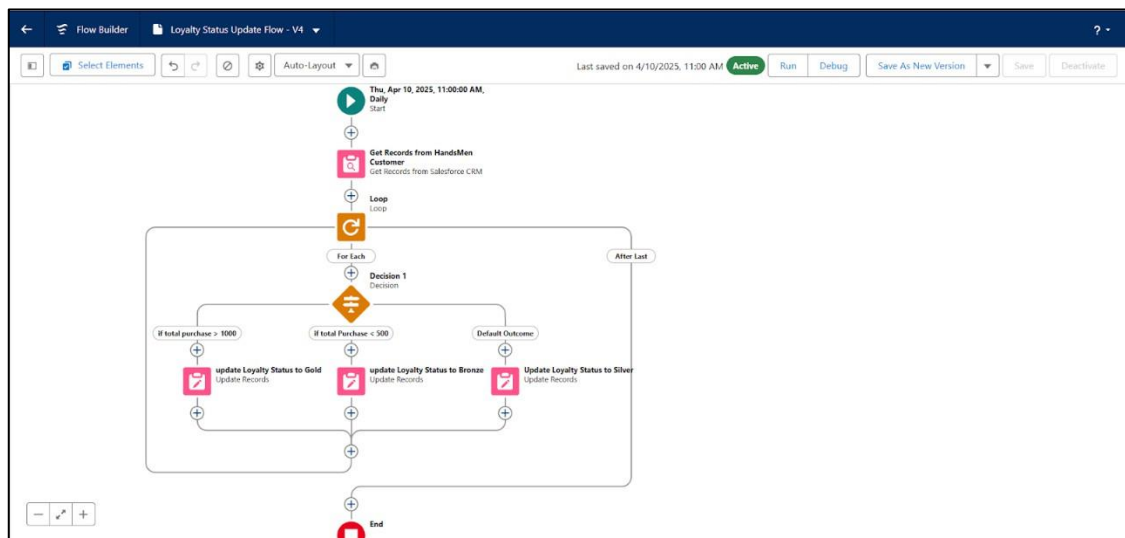 Flow Builder
Loyalty Status Update Flow - V4
?
Select Elements
Auto-Layout
Last saved on 4/10/2025, 11:00 AM
Active
Run
Debug
Save As New Version
Save
Deactivate
Thu, Apr 10, 2025, 11:00:00 AM,
Daily
Start
Get Records from HandsMen
Customer
Get Records from Salesforce CRM
Loop
Loop
For Each
After Last
Decision 1
Decision
if total purchase > 1000
if total Purchase < 500
Default Outcome
update Loyalty Status to Gold
Update Records
update Loyalty Status to Bronze
Update Records
Update Loyalty Status to Silver
Update Records
End